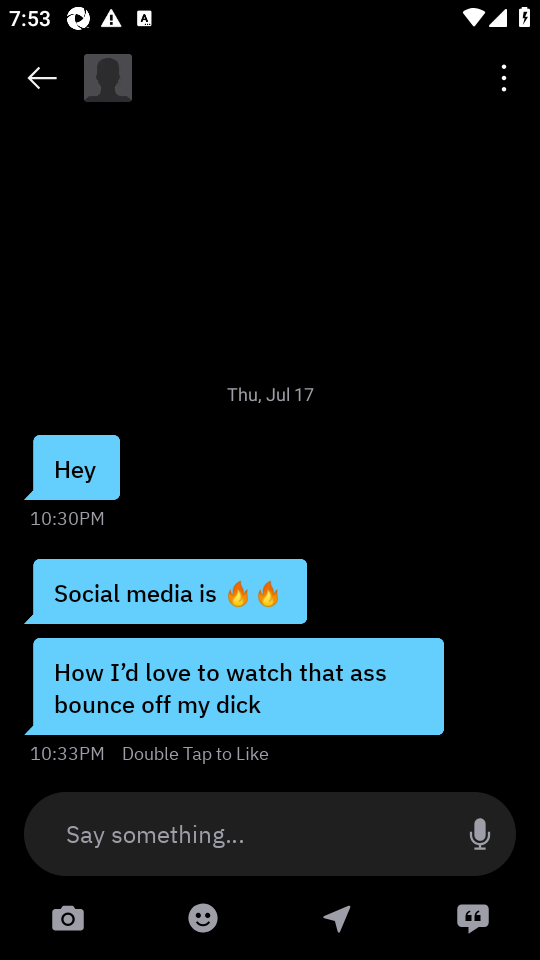 7:53
Thu, Jul 17
Hey
10:30PM
Social media is 🔥🔥
How I’d love to watch that ass
bounce off my dick
10:33PM Double Tap to Like
Say something...